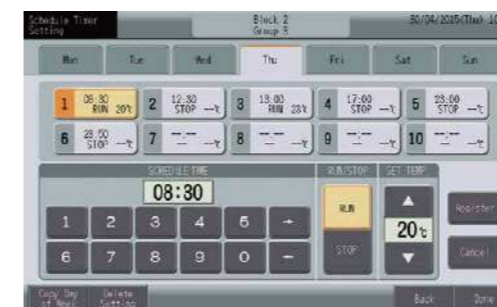 Schedule Timer
Setting
Block 2
Group 8
30/04/2015(Thu) 10
Mon Tue Wed Thu Fri Sat Sun
1 08:30 RUN 20℃
2 12:30 STOP --℃
3 13:00 RUN 23℃
4 17:00 STOP --℃
5 23:00 STOP --℃
6 23:50 STOP --℃
7 --:-- --℃
8 --:-- --℃
9 --:-- --℃
10 --:-- --℃
SCHEDULE TIME RUN/STOP SET TEMP.
08:30
1 2 3 4 5 +
RUN
20℃
Register
6 7 8 9 0 -
STOP
Cancel
Copy Day
of Week
Delete
Setting
Back Done